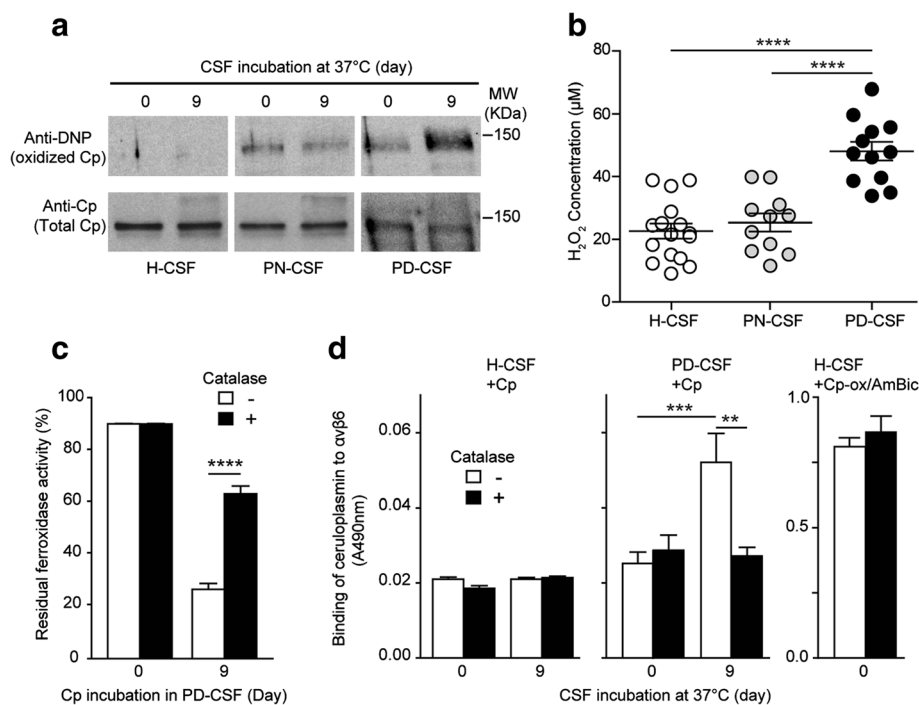 a
CSF incubation at 37°C (day)
0 9 0 9 0 9
MW
(KDa)
Anti-DNP
(oxidized Cp)
150
Anti-Cp
(Total Cp)
150
H-CSF PN-CSF PD-CSF
b
****
****
H₂O₂ Concentration (µM)
80
60
40
20
0
H-CSF PN-CSF PD-CSF
c
Catalase
-
+
****
Residual ferroxidase activity (%)
100
90
60
40
20
0
0 9
Cp incubation in PD-CSF (Day)
d
H-CSF
+Cp
PD-CSF
+Cp
H-CSF
+Cp-ox/AmBic
Catalase
-
+
***
**
Binding of ceruloplasmin to αvβ6
(A490nm)
0.06
0.04
0.02
0.00
1.0
0.5
0.0
0 9 0 9 0
CSF incubation at 37°C (day)